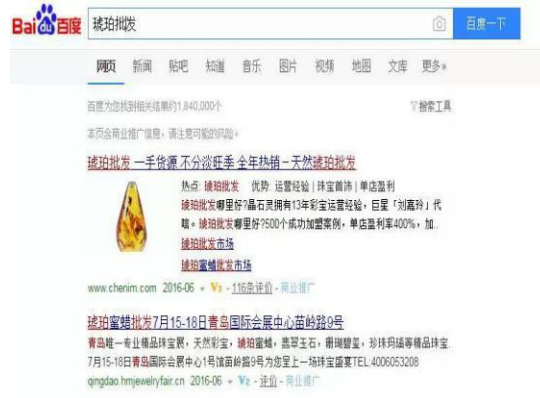 Bai du 百度 琥珀批发 百度一下
网页 新闻 贴吧 知道 音乐 图片 视频 地图 文库 更多»
百度为您找到相关结果约1,840,000个 搜索工具
本页含商业推广信息，请注意可能的风险。
琥珀批发 一手货源 不分淡旺季 全年热销-天然琥珀批发
热点: 琥珀批发 优势: 运营经验 | 珠宝首饰 | 单店盈利
琥珀批发哪里好?晶石灵拥有13年彩宝运营经验，巨星「刘嘉玲」代
言。琥珀批发哪里好?500个成功加盟案例，单店盈利率400%，加..
琥珀批发市场
琥珀蜜蜡批发市场
www.chenim.com 2016-06 V3 - 116条评价 - 商业推广
琥珀蜜蜡批发7月15-18日青岛国际会展中心苗岭路9号
青岛唯一专业精品珠宝展，天然彩宝，琥珀蜜蜡，翡翠玉石，珊瑚碧玺，珍珠玛瑙等精品珠宝.
7月15-18日青岛国际会展中心1号馆苗岭路9号为您呈上一场珠宝盛宴TEL:4006053208
qingdao.hmjewelryfair.cn 2016-06 V2 - 评价 - 商业推广